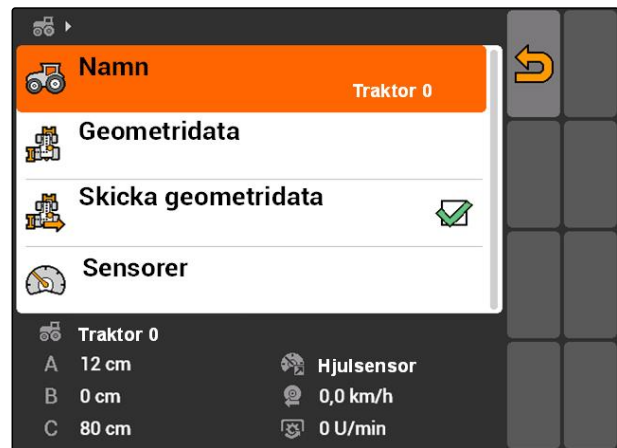 Namn
Traktor 0
Geometridata
Skicka geometridata
Sensorer
Traktor 0
A 12 cm Hjulsensor
B 0 cm 0,0 km/h
C 80 cm 0 U/min